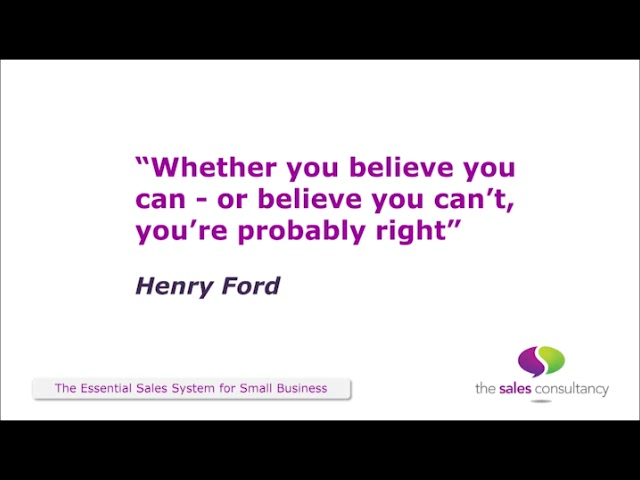 “Whether you believe you
can - or believe you can’t,
you’re probably right”
Henry Ford
The Essential Sales System for Small Business
the sales consultancy